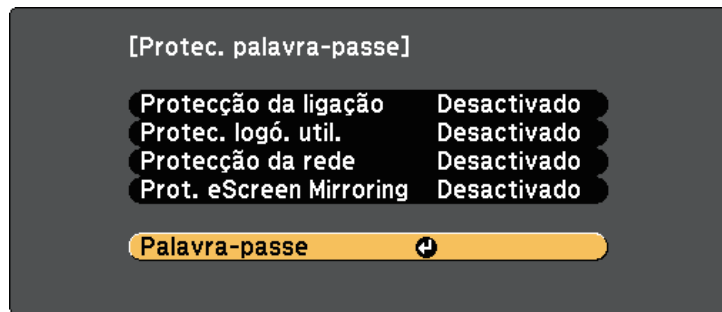 [Protec. palavra-passe]
Protecção da ligação Desactivado
Protec. logó. util. Desactivado
Protecção da rede Desactivado
Prot. eScreen Mirroring Desactivado
Palavra-passe